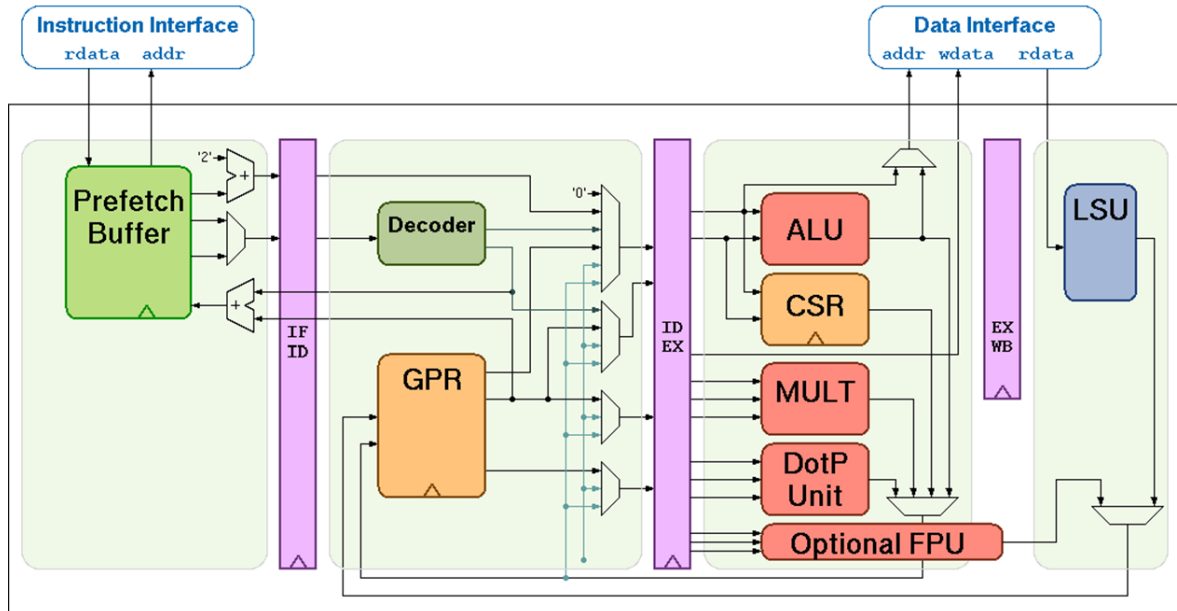 Instruction Interface
rdata addr
Data Interface
addr wdata rdata
'2'
+
Prefetch
Buffer
+
IF
ID
Decoder
GPR
'0'
ID
EX
ALU
CSR
MULT
DotP
Unit
Optional FPU
EX
WB
LSU